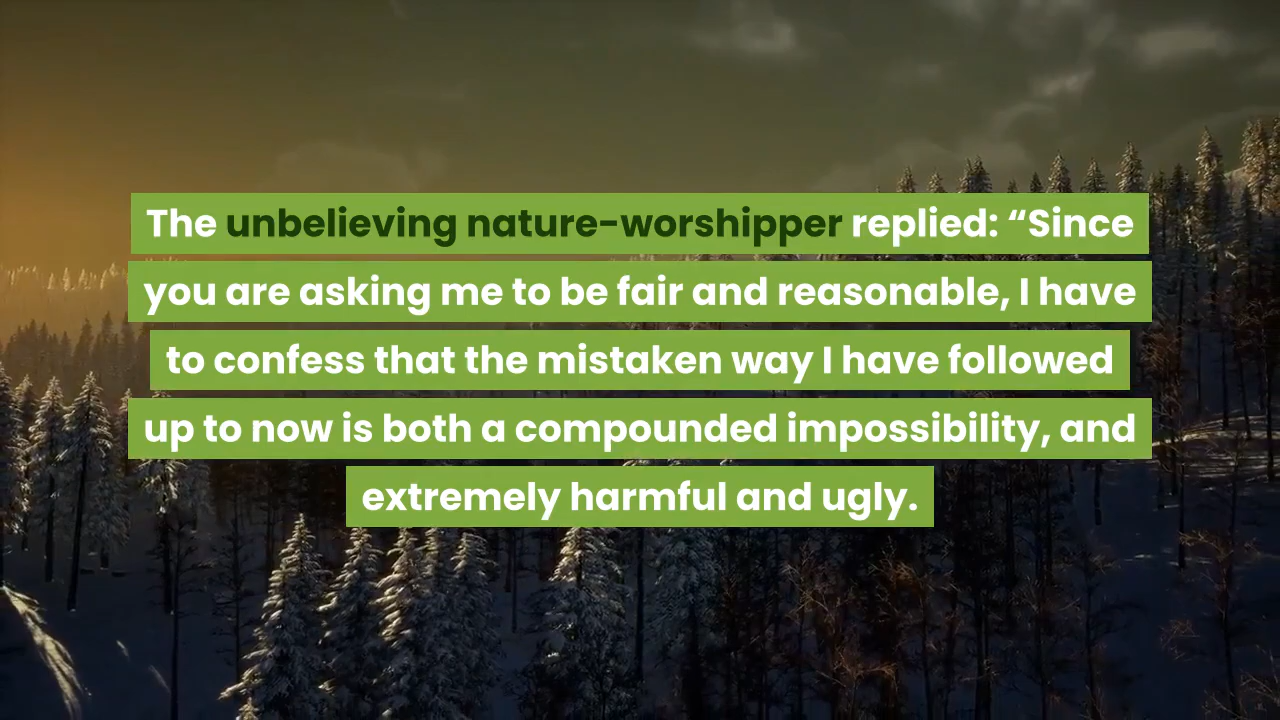 The unbelieving nature-worshipper replied: “Since
you are asking me to be fair and reasonable, I have
to confess that the mistaken way I have followed
up to now is both a compounded impossibility, and
extremely harmful and ugly.